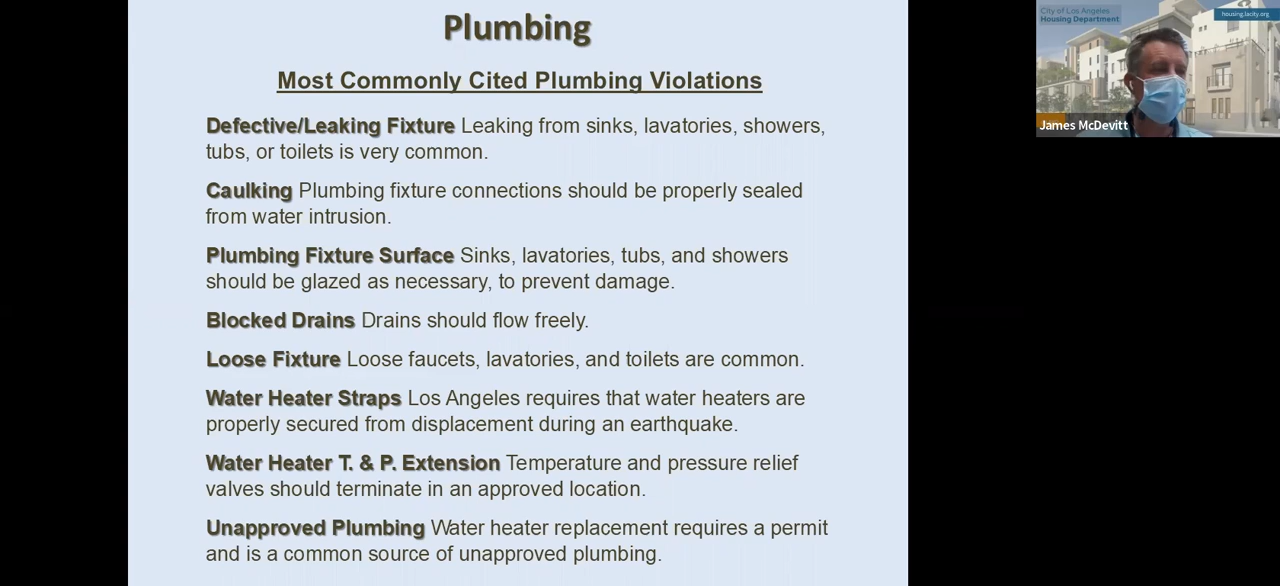 Plumbing
Most Commonly Cited Plumbing Violations
Defective/Leaking Fixture Leaking from sinks, lavatories, showers,
tubs, or toilets is very common.
Caulking Plumbing fixture connections should be properly sealed
from water intrusion.
Plumbing Fixture Surface Sinks, lavatories, tubs, and showers
should be glazed as necessary, to prevent damage.
Blocked Drains Drains should flow freely.
Loose Fixture Loose faucets, lavatories, and toilets are common.
Water Heater Straps Los Angeles requires that water heaters are
properly secured from displacement during an earthquake.
Water Heater T. & P. Extension Temperature and pressure relief
valves should terminate in an approved location.
Unapproved Plumbing Water heater replacement requires a permit
and is a common source of unapproved plumbing.
City of Los Angeles
Housing Department
housing.lacity.org
James McDevitt